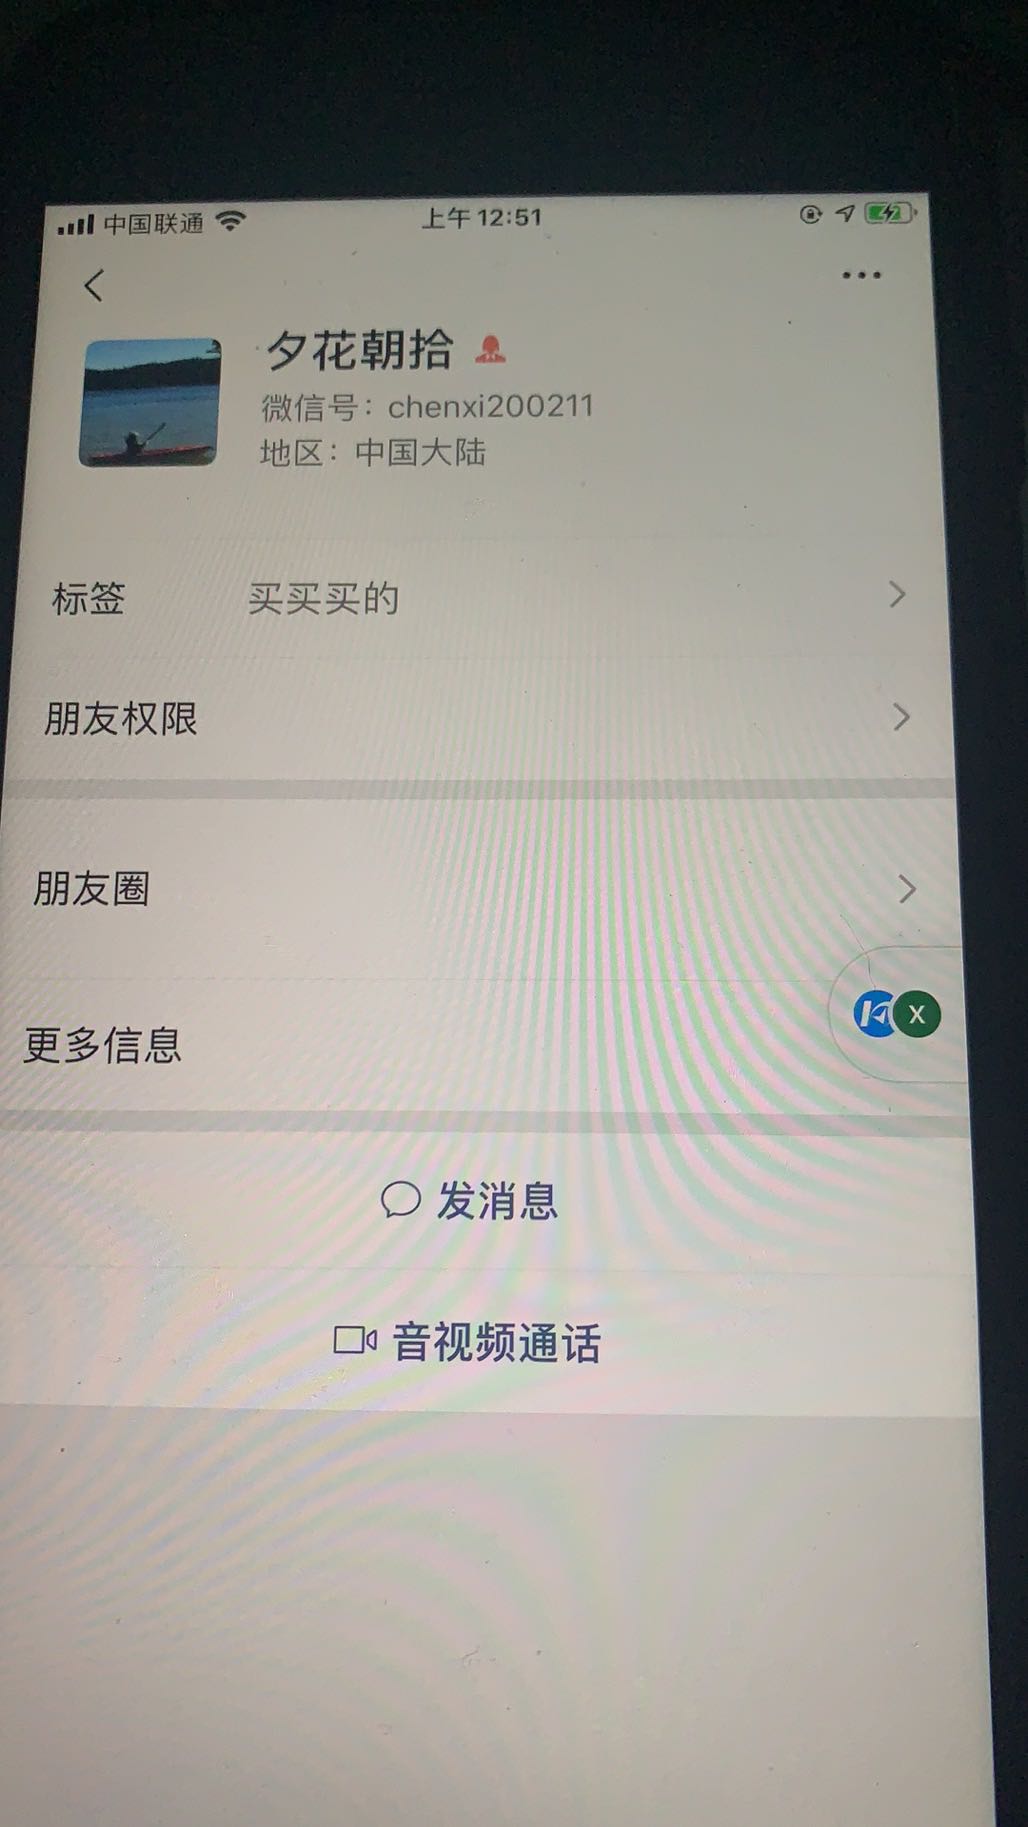 中国联通
上午 12:51
夕花朝拾
微信号：chenxi200211
地区：中国大陆
标签 买买买的
朋友权限
朋友圈
X
更多信息
发消息
音视频通话